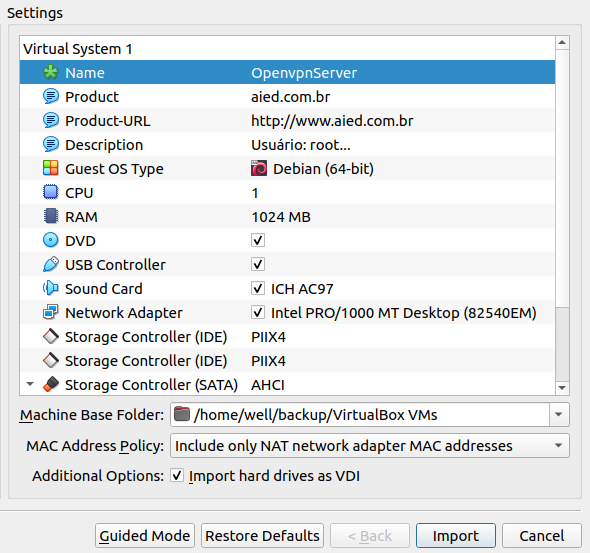 Settings
Virtual System 1
Name OpenvpnServer
Product aied.com.br
Product-URL http://www.aied.com.br
Description Usuário: root...
Guest OS Type Debian (64-bit)
CPU 1
RAM 1024 MB
DVD
USB Controller
Sound Card ICH AC97
Network Adapter Intel PRO/1000 MT Desktop (82540EM)
Storage Controller (IDE) PIIX4
Storage Controller (IDE) PIIX4
Storage Controller (SATA) AHCI
Machine Base Folder: /home/well/backup/VirtualBox VMs
MAC Address Policy: Include only NAT network adapter MAC addresses
Additional Options: Import hard drives as VDI
Guided Mode Restore Defaults < Back Import Cancel